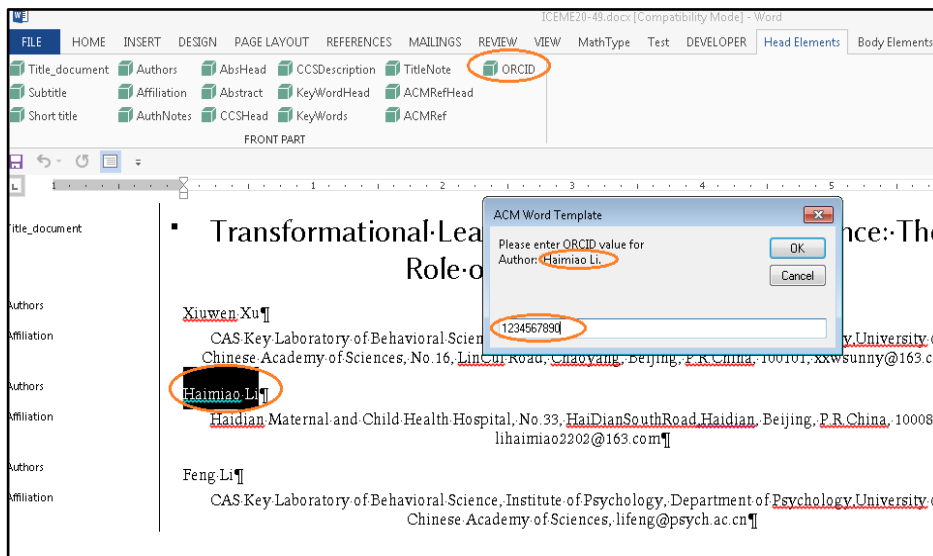 ICEME20-49.docx [Compatibility Mode] - Word
FILE HOME INSERT DESIGN PAGE LAYOUT REFERENCES MAILINGS REVIEW VIEW MathType Test DEVELOPER Head Elements Body Elements
Title_document Authors AbsHead CCSDescription TitleNote ORCID
Subtitle Affiliation Abstract KeyWordHead ACMRefHead
Short title AuthNotes CCSHead KeyWords ACMRef
FRONT PART
L 1 1 2 3 4 5
ACM Word Template
Please enter ORCID value for
Author: Haimiao Li.
OK
Cancel
1234567890
Title_document Transformational·Lea nce:·The
Role·o
Authors
Xiuwen·Xu¶
Affiliation CAS·Key·Laboratory·of·Behavioral·Scien y,University·
Chinese·Academy·of·Sciences,·No.16,·LinCui·Road,·Chaoyang,·Beijing,·P.R.China,·100101,·xxwsunny@163.c
Authors
Haimiao·Li¶
Affiliation Haidian·Maternal·and·Child·Health·Hospital,·No.33,·HaiDianSouthRoad,Haidian,·Beijing,·P.R.China,·10008
lihaimiao2202@163.com¶
Authors
Feng·Li¶
Affiliation CAS·Key·Laboratory·of·Behavioral·Science,·Institute·of·Psychology,·Department·of·Psychology,University·
Chinese·Academy·of·Sciences,·lifeng@psych.ac.cn¶